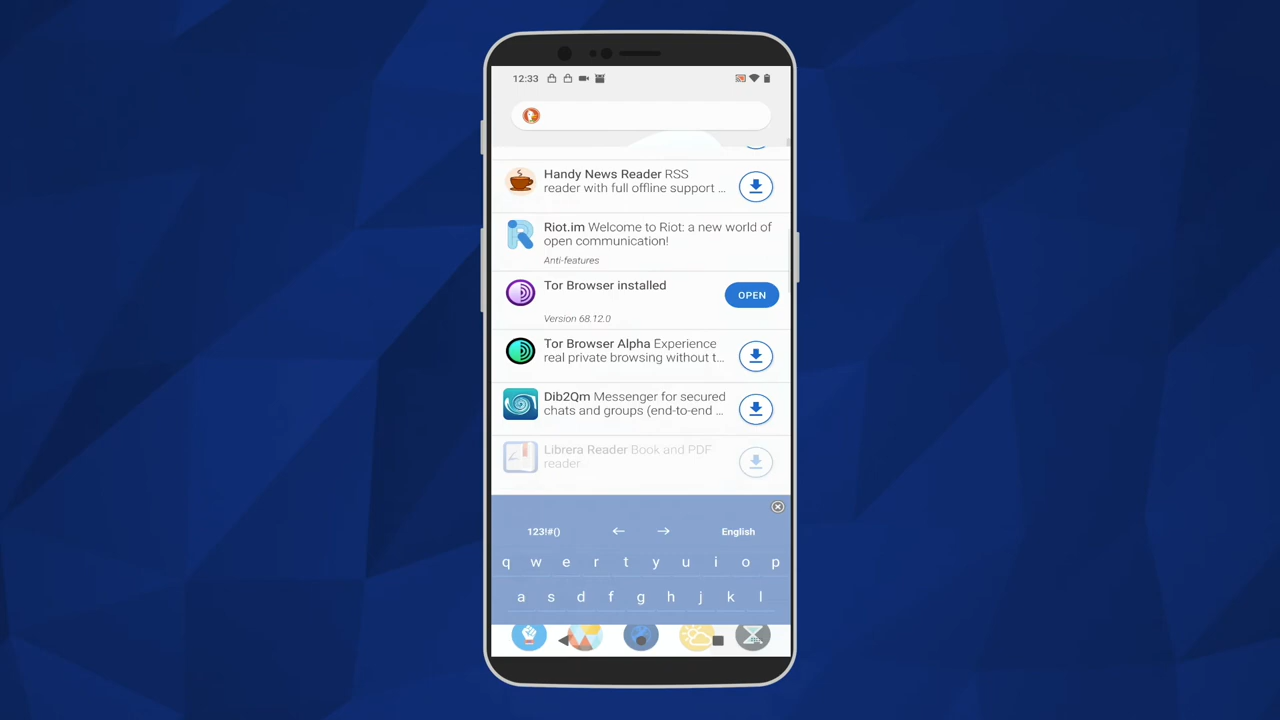 12:33
Handy News Reader RSS
reader with full offline support ...
Riot.im Welcome to Riot: a new world of
open communication!
Anti-features
Tor Browser installed
OPEN
Version 68.12.0
Tor Browser Alpha Experience
real private browsing without t...
Dib2Qm Messenger for secured
chats and groups (end-to-end ...
Librera Reader Book and PDF
reader...
123!#() English
q w e r t y u i o p
a s d f g h j k l